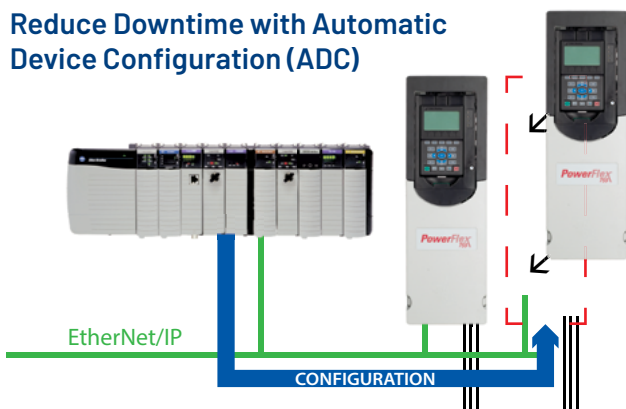 Reduce Downtime with Automatic
Device Configuration (ADC)
PowerFlex
PowerFlex
EtherNet/IP
CONFIGURATION